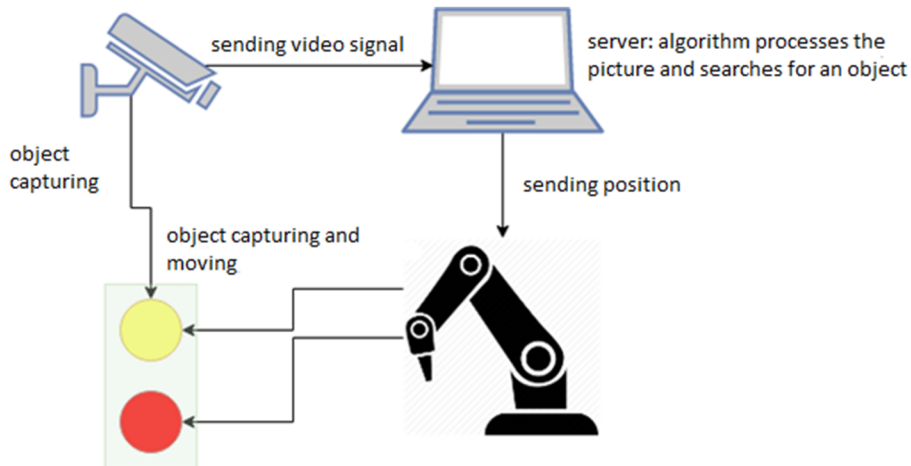 sending video signal
server: algorithm processes the
picture and searches for an object
object
capturing
sending position
object capturing and
moving